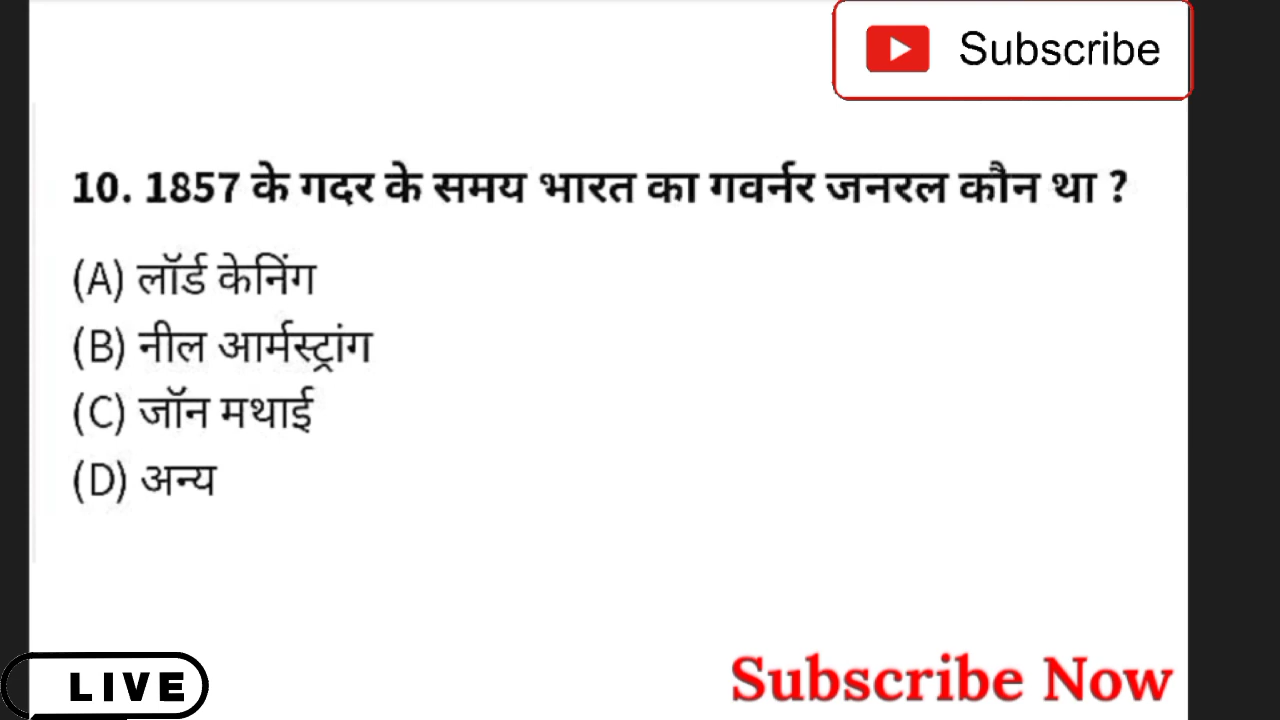 Subscribe
10. 1857 के गदर के समय भारत का गवर्नर जनरल कौन था ?
(A) लॉर्ड केनिंग
(B) नील आर्मस्ट्रांग
(C) जॉन मथाई
(D) अन्य
LIVE
Subscribe Now